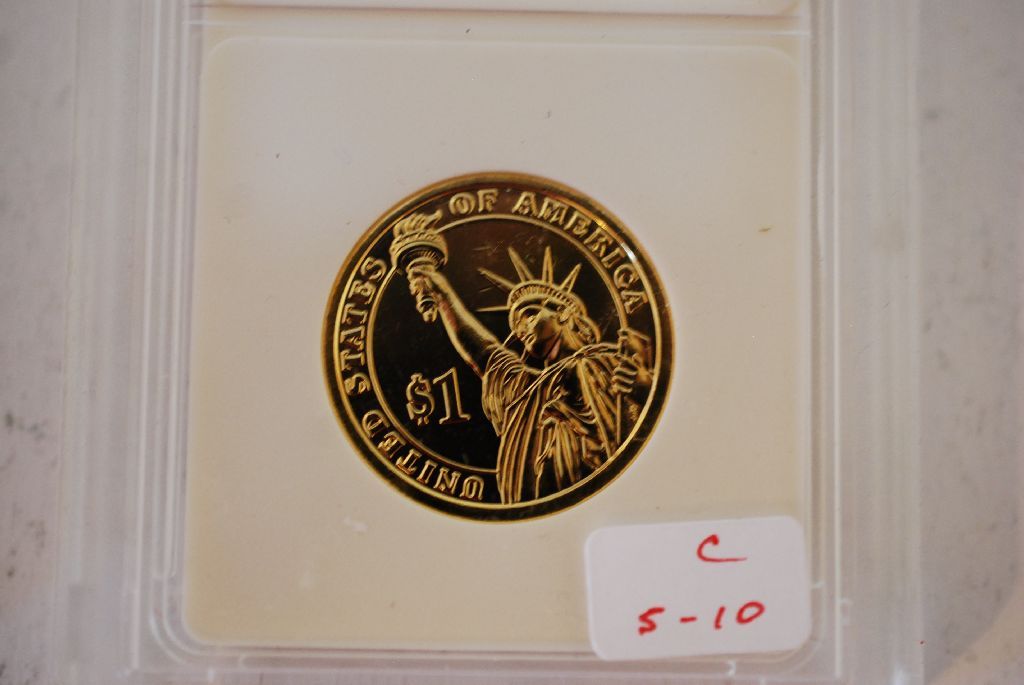 UNITED STATES OF AMERICA
$1
C
5-10